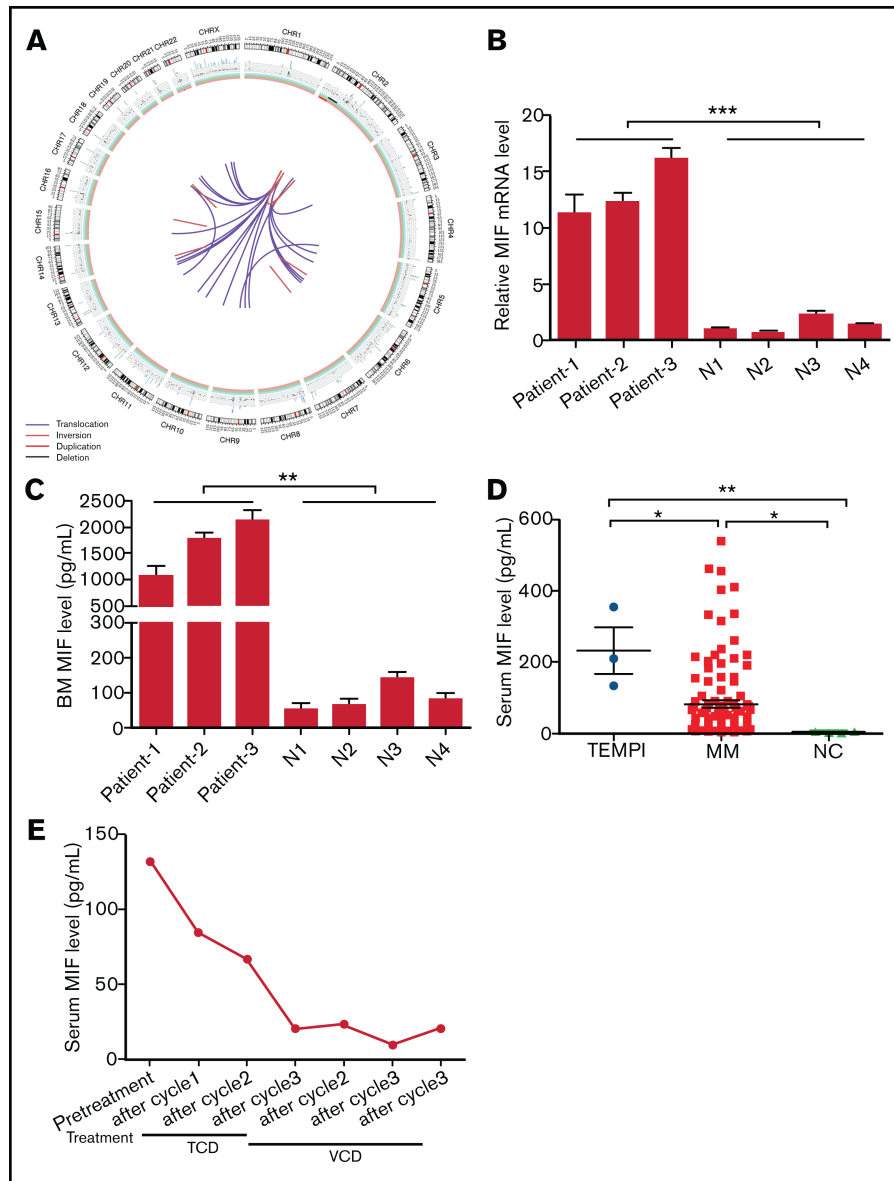 A
CHR1
CHR2
CHR3
CHR4
CHR5
CHR6
CHR7
CHR8
CHR9
CHR10
CHR11
CHR12
CHR13
CHR14
CHR15
CHR16
CHR17
CHR18
CHR19
CHR20
CHR21
CHR22
CHRX
Translocation
Inversion
Duplication
Deletion
B
Relative MIF mRNA level
20
15
10
5
0
***
Patient-1
Patient-2
Patient-3
N1
N2
N3
N4
C
BM MIF level (pg/mL)
2500
2000
1500
1000
500
300
200
100
0
**
Patient-1
Patient-2
Patient-3
N1
N2
N3
N4
D
Serum MIF level (pg/mL)
600
400
200
0
**
*
*
TEMPI
MM
NC
E
Serum MIF level (pg/mL)
150
100
50
0
Pretreatment
after cycle1
after cycle2
after cycle3
after cycle2
after cycle3
after cycle3
Treatment
TCD
VCD